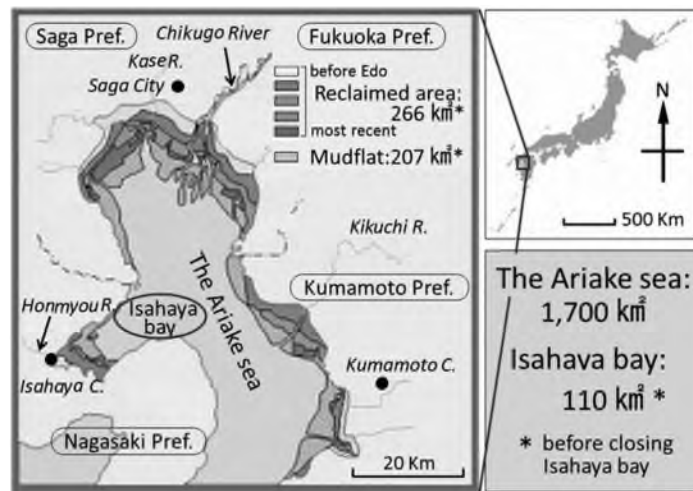 Saga Pref.
Chikugo River
Fukuoka Pref.
Kase R.
Saga City
before Edo
Reclaimed area:
266 km²*
most recent
Mudflat:207 km²*
Kikuchi R.
The Ariake sea
Kumamoto Pref.
Honmyou R.
Isahaya
bay
Isahaya C.
Kumamoto C.
Nagasaki Pref.
20 Km
N
500 Km
The Ariake sea:
1,700 km²
Isahava bay:
110 km² *
* before closing
Isahaya bay